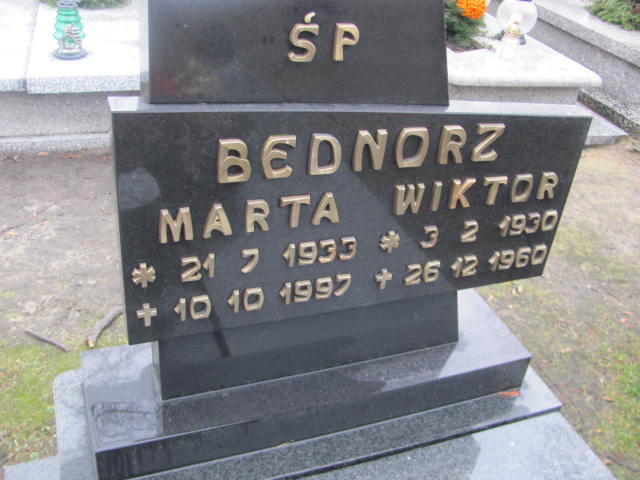 ŚP
BEDNORZ
MARTA WIKTOR
* 21 7 1933 * 3 2 1930
+ 10 10 1997 + 26 12 1960